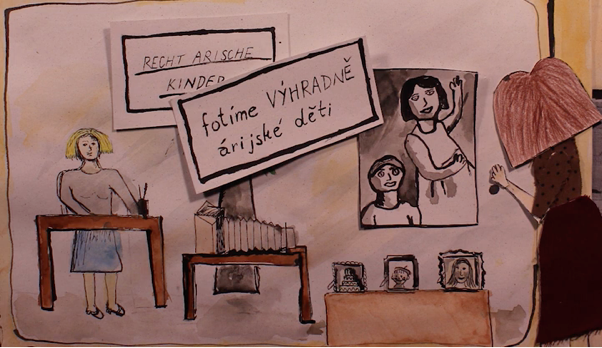 RECHT ARISCHE
KINDER
fotíme VÝHRADNĚ
árijské děti